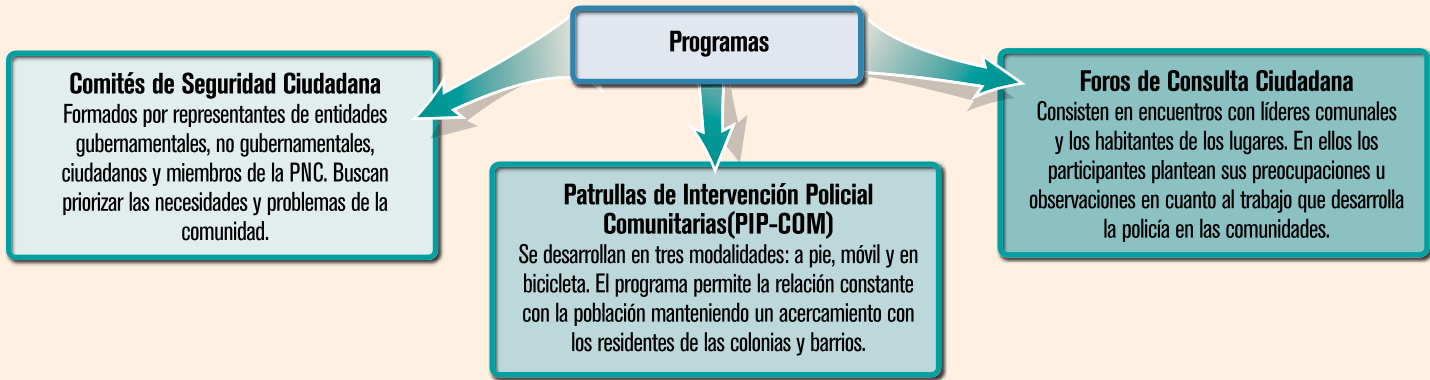 Programas
Comités de Seguridad Ciudadana
Formados por representantes de entidades
gubernamentales, no gubernamentales,
ciudadanos y miembros de la PNC. Buscan
priorizar las necesidades y problemas de la
comunidad.
Patrullas de Intervención Policial
Comunitarias(PIP-COM)
Se desarrollan en tres modalidades: a pie, móvil y en
bicicleta. El programa permite la relación constante
con la población manteniendo un acercamiento con
los residentes de las colonias y barrios.
Foros de Consulta Ciudadana
Consisten en encuentros con líderes comunales
y los habitantes de los lugares. En ellos los
participantes plantean sus preocupaciones u
observaciones en cuanto al trabajo que desarrolla
la policía en las comunidades.